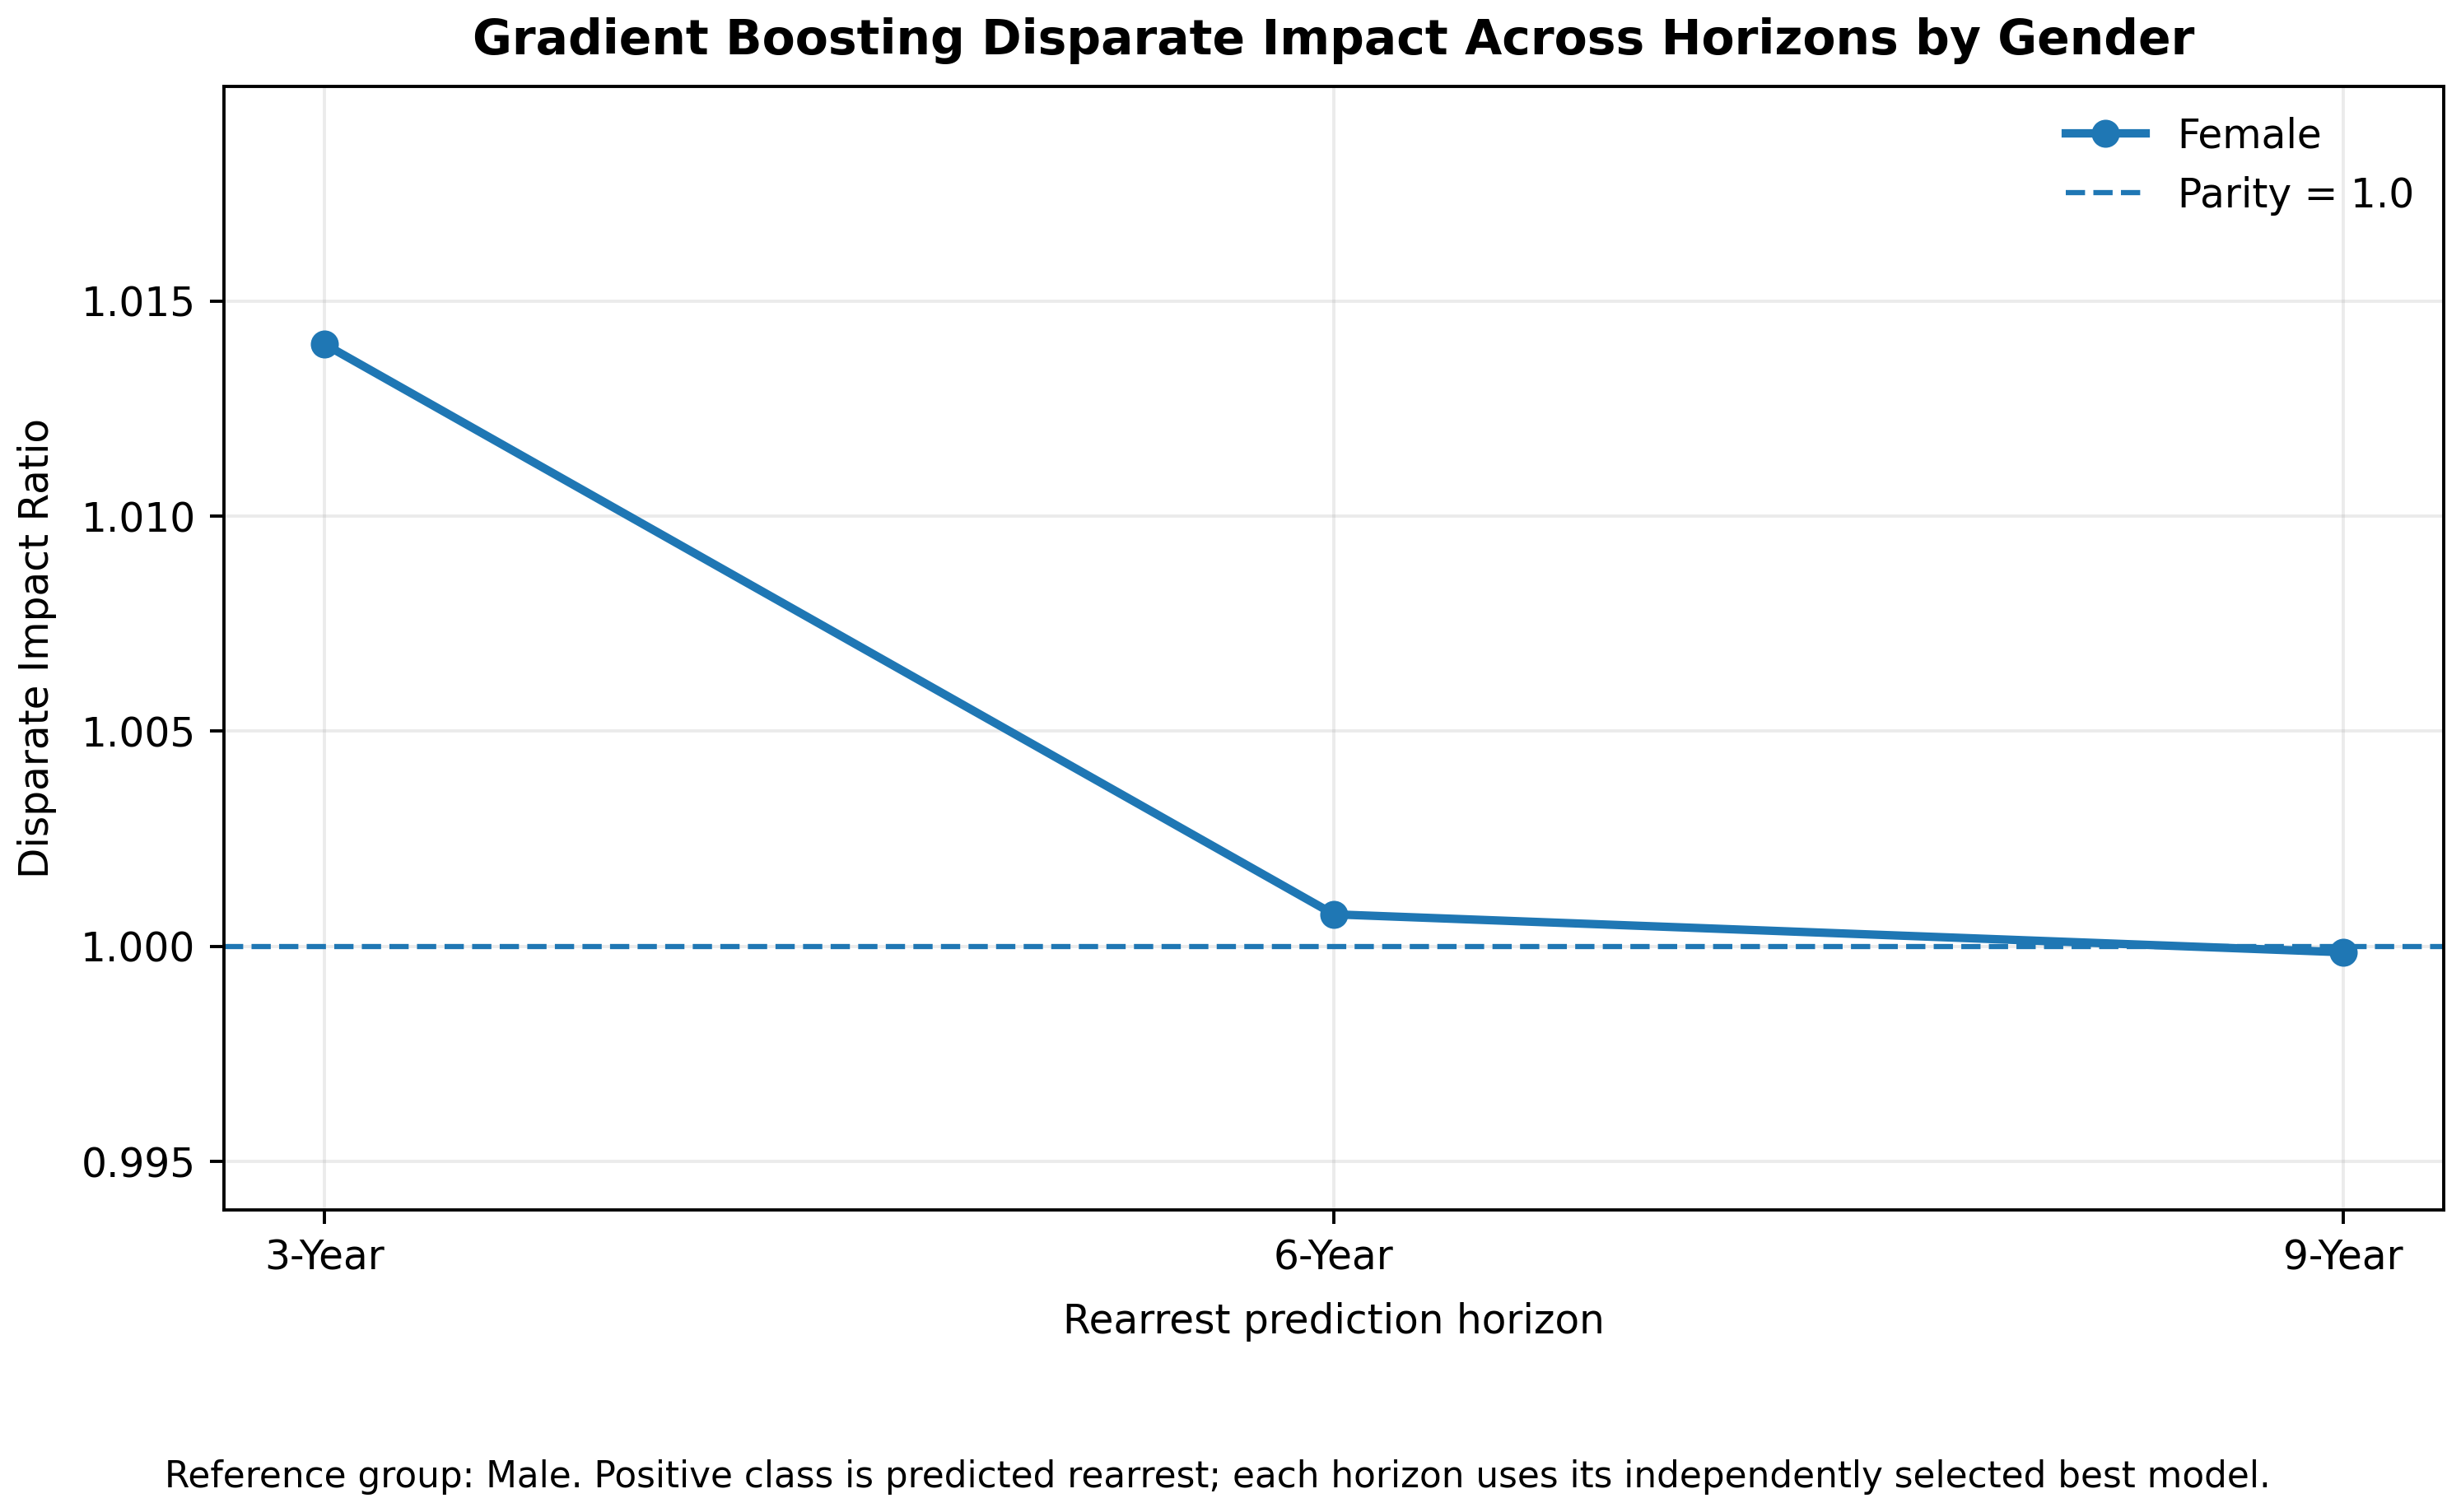 Gradient Boosting Disparate Impact Across Horizons by Gender
Female
Parity = 1.0
Disparate Impact Ratio
1.015
1.010
1.005
1.000
0.995
3-Year
6-Year
9-Year
Rearrest prediction horizon
Reference group: Male. Positive class is predicted rearrest; each horizon uses its independently selected best model.